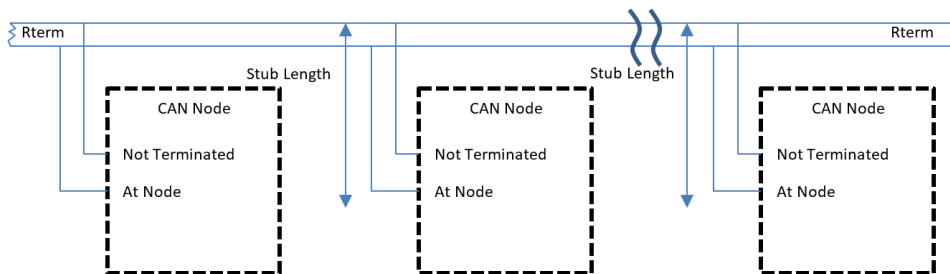 Rterm
Rterm
Stub Length
Stub Length
CAN Node
Not Terminated
At Node
CAN Node
Not Terminated
At Node
CAN Node
Not Terminated
At Node